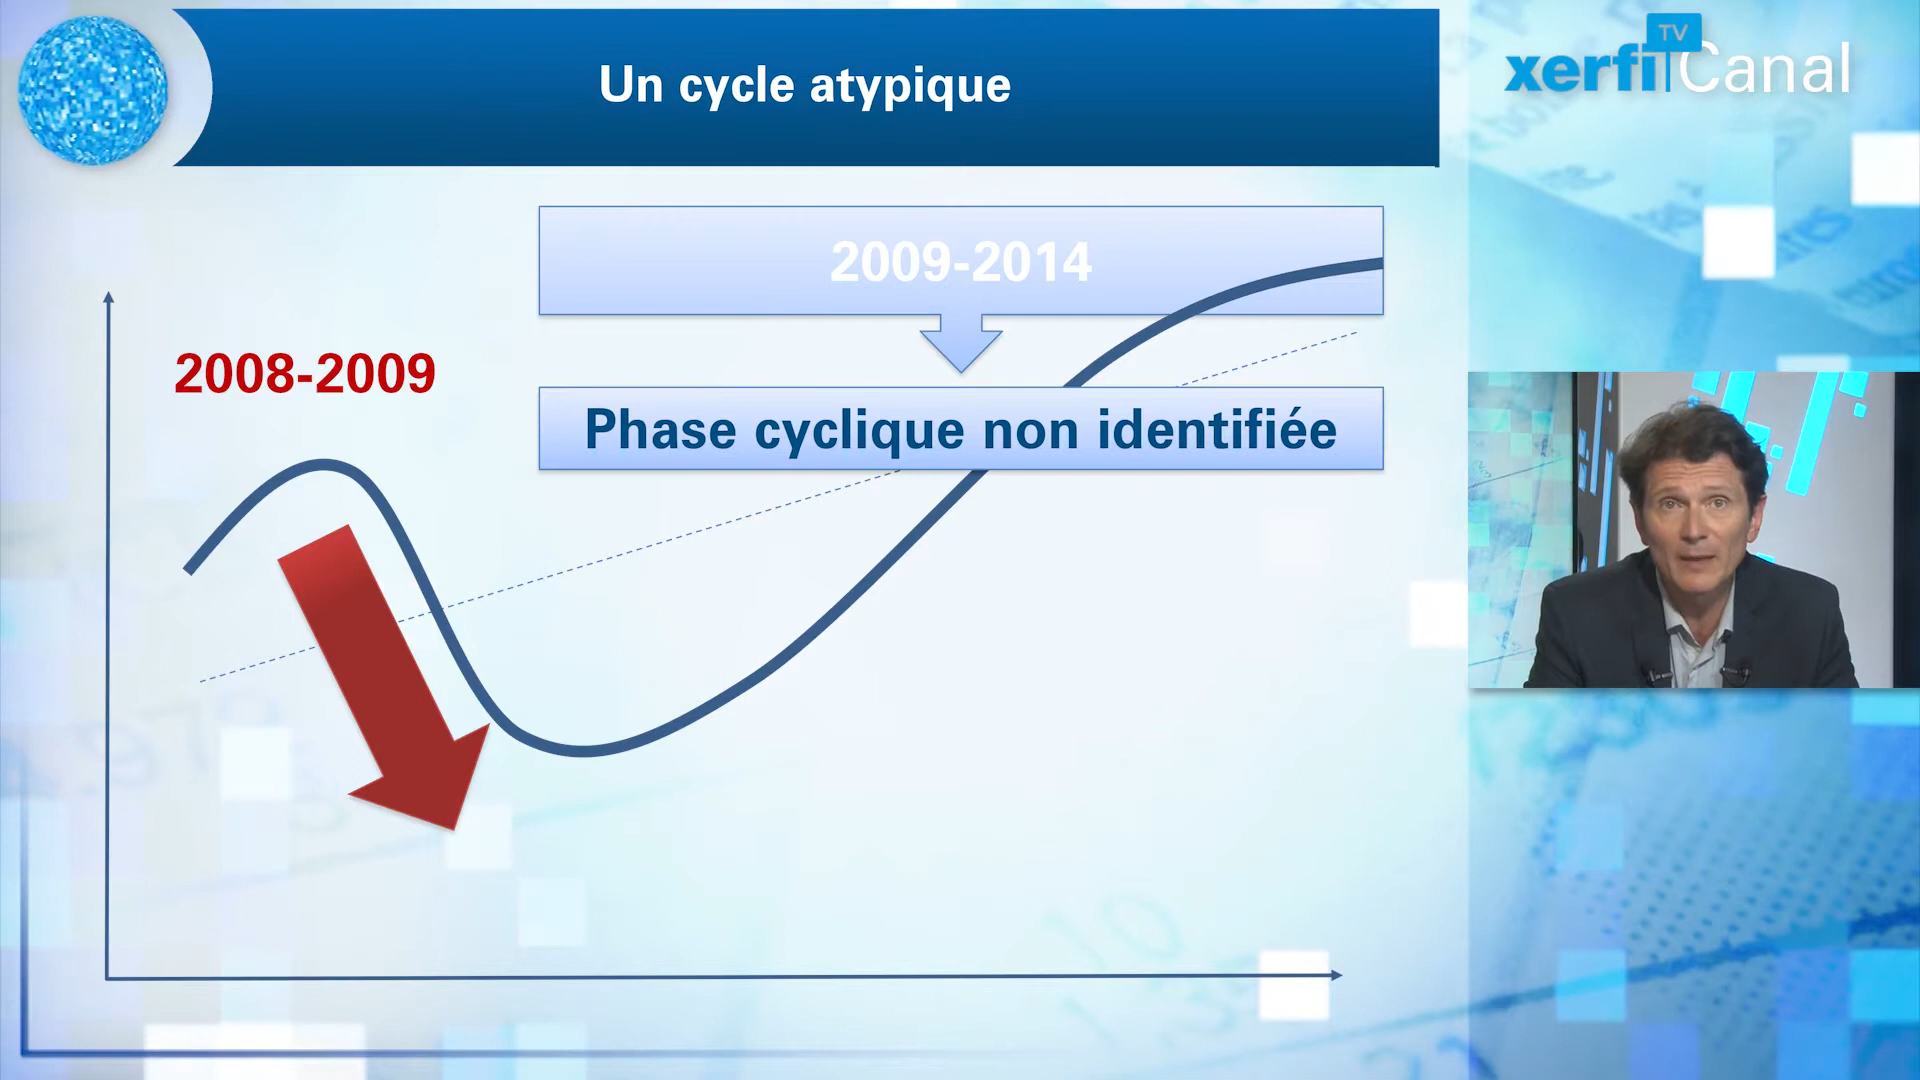 Un cycle atypique
TV
xerfi Canal
2009-2014
2008-2009
Phase cyclique non identifiée